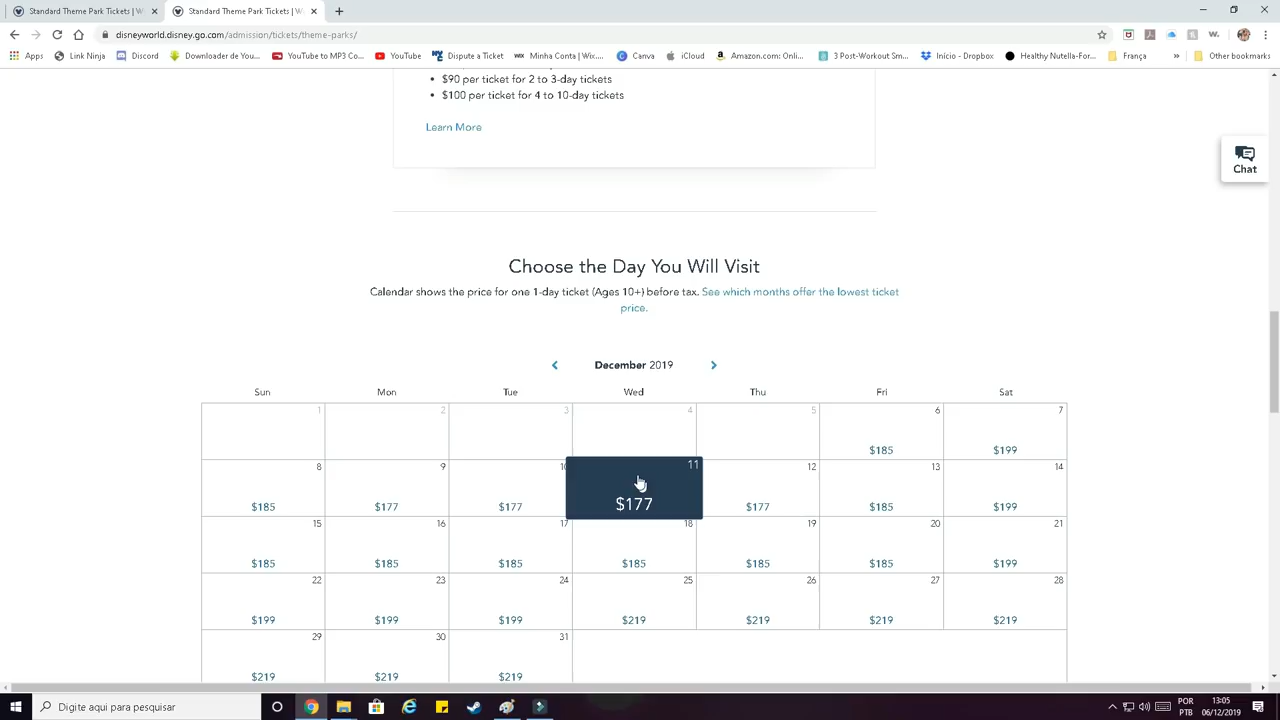 Standard Theme Park Tickets | W
Standard Theme Park Tickets | W
disneyworld.disney.go.com/admission/tickets/theme-parks/
Apps Link Ninja Discord Downloader de You... YouTube to MP3 Co... YouTube Dispute a Ticket Minha Conta | Wix.... Canva iCloud Amazon.com: Onli... 3 Post-Workout Sm... Início - Dropbox Healthy Nutella-For... França » Other bookmarks
• $90 per ticket for 2 to 3-day tickets
• $100 per ticket for 4 to 10-day tickets
Learn More
Chat
Choose the Day You Will Visit
Calendar shows the price for one 1-day ticket (Ages 10+) before tax. See which months offer the lowest ticket
price.
December 2019
Sun Mon Tue Wed Thu Fri Sat
1 2 3 4 5 6 7
$185 $199
8 9 10 11 12 13 14
$185 $177 $177 $177 $177 $185 $199
15 16 17 18 19 20 21
$185 $185 $185 $185 $185 $185 $199
22 23 24 25 26 27 28
$199 $199 $199 $219 $219 $219 $219
29 30 31
$219 $219 $219
Digite aqui para pesquisar
POR
PTB
13:05
06/12/2019